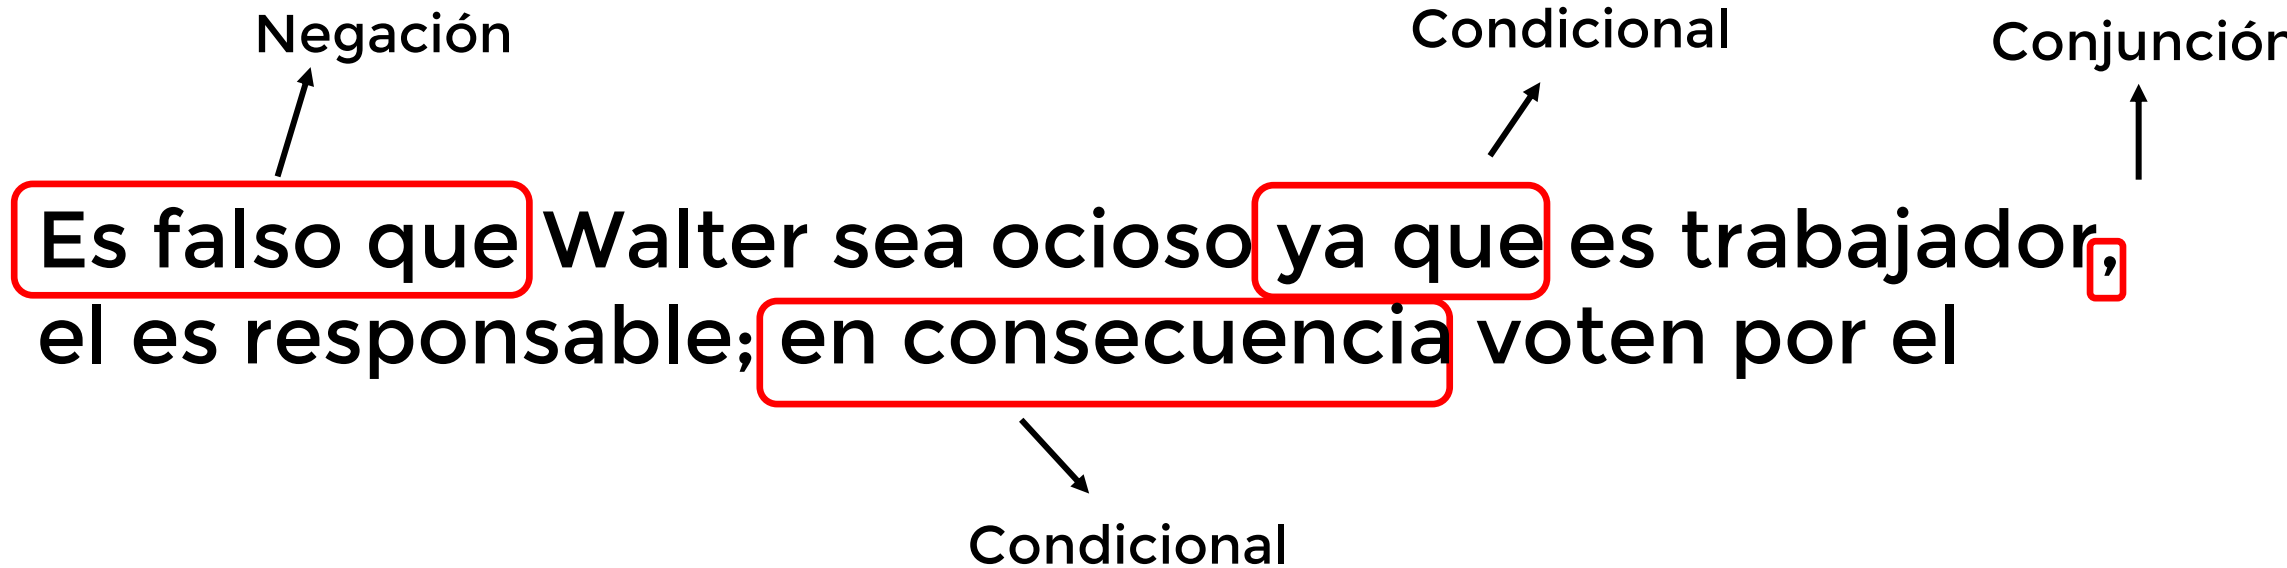 Negación
Condicional
Conjunción
Es falso que Walter sea ocioso ya que es trabajador,
el es responsable; en consecuencia voten por el
Condicional